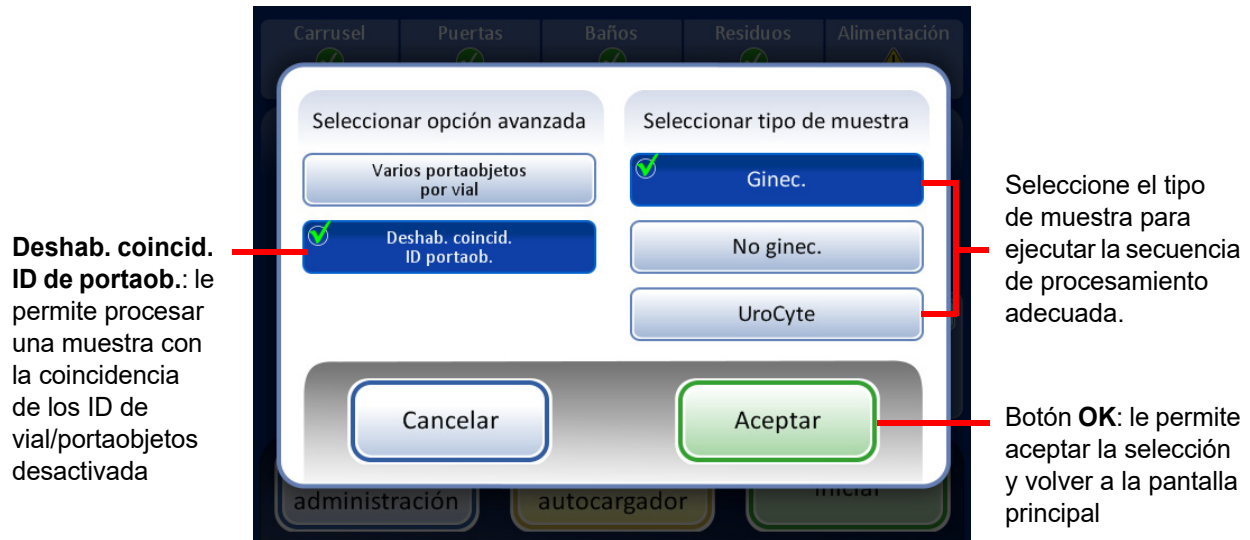 Carrusel
Puertas
Baños
Residuos
Alimentación
Seleccionar opción avanzada
Seleccionar tipo de muestra
Varios portaobjetos
por vial
Deshab. coincid.
ID portaob.
Ginec.
No ginec.
UroCyte
Cancelar
Aceptar
administración
autocargador
Iniciar
Deshab. coincid.
ID de portaob.: le
permite procesar
una muestra con
la coincidencia
de los ID de
vial/portaobjetos
desactivada
Seleccione el tipo
de muestra para
ejecutar la secuencia
de procesamiento
adecuada.
Botón OK: le permite
aceptar la selección
y volver a la pantalla
principal